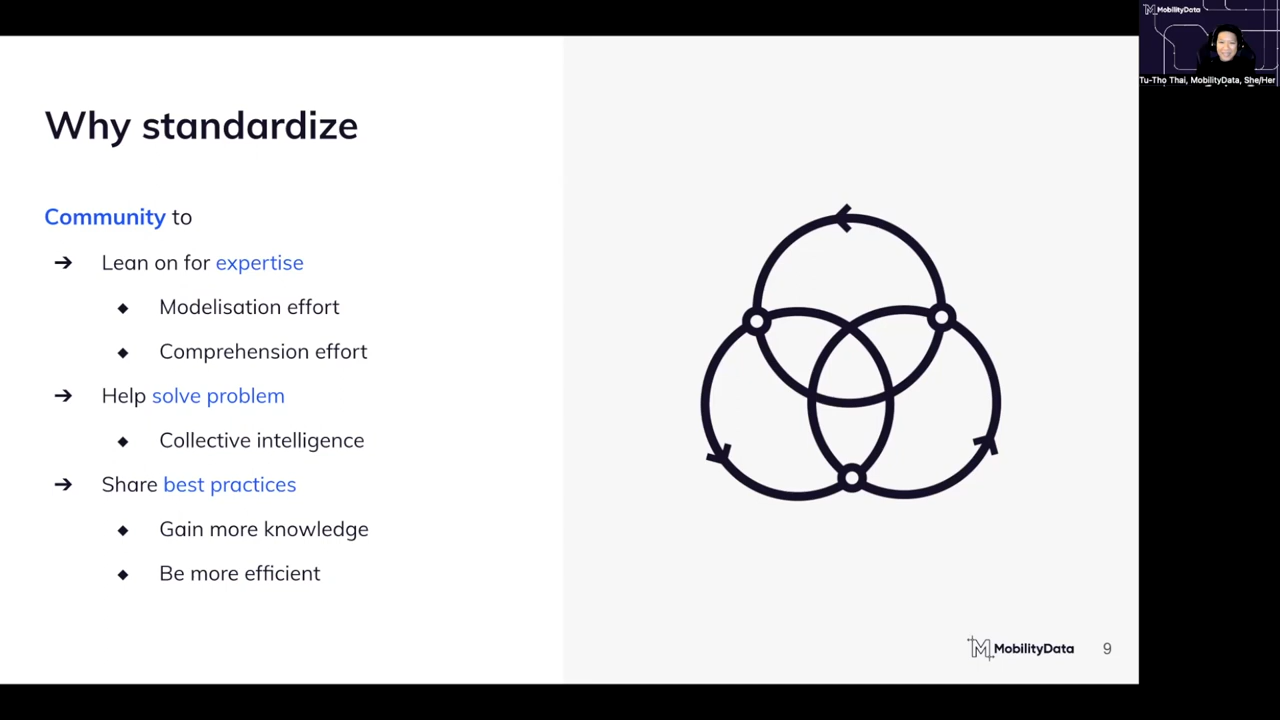 MobilityData
Tu-Tho Thai, MobilityData, She/Her
Why standardize
Community to
➔ Lean on for expertise
◆ Modelisation effort
◆ Comprehension effort
➔ Help solve problem
◆ Collective intelligence
➔ Share best practices
◆ Gain more knowledge
◆ Be more efficient
MobilityData 9